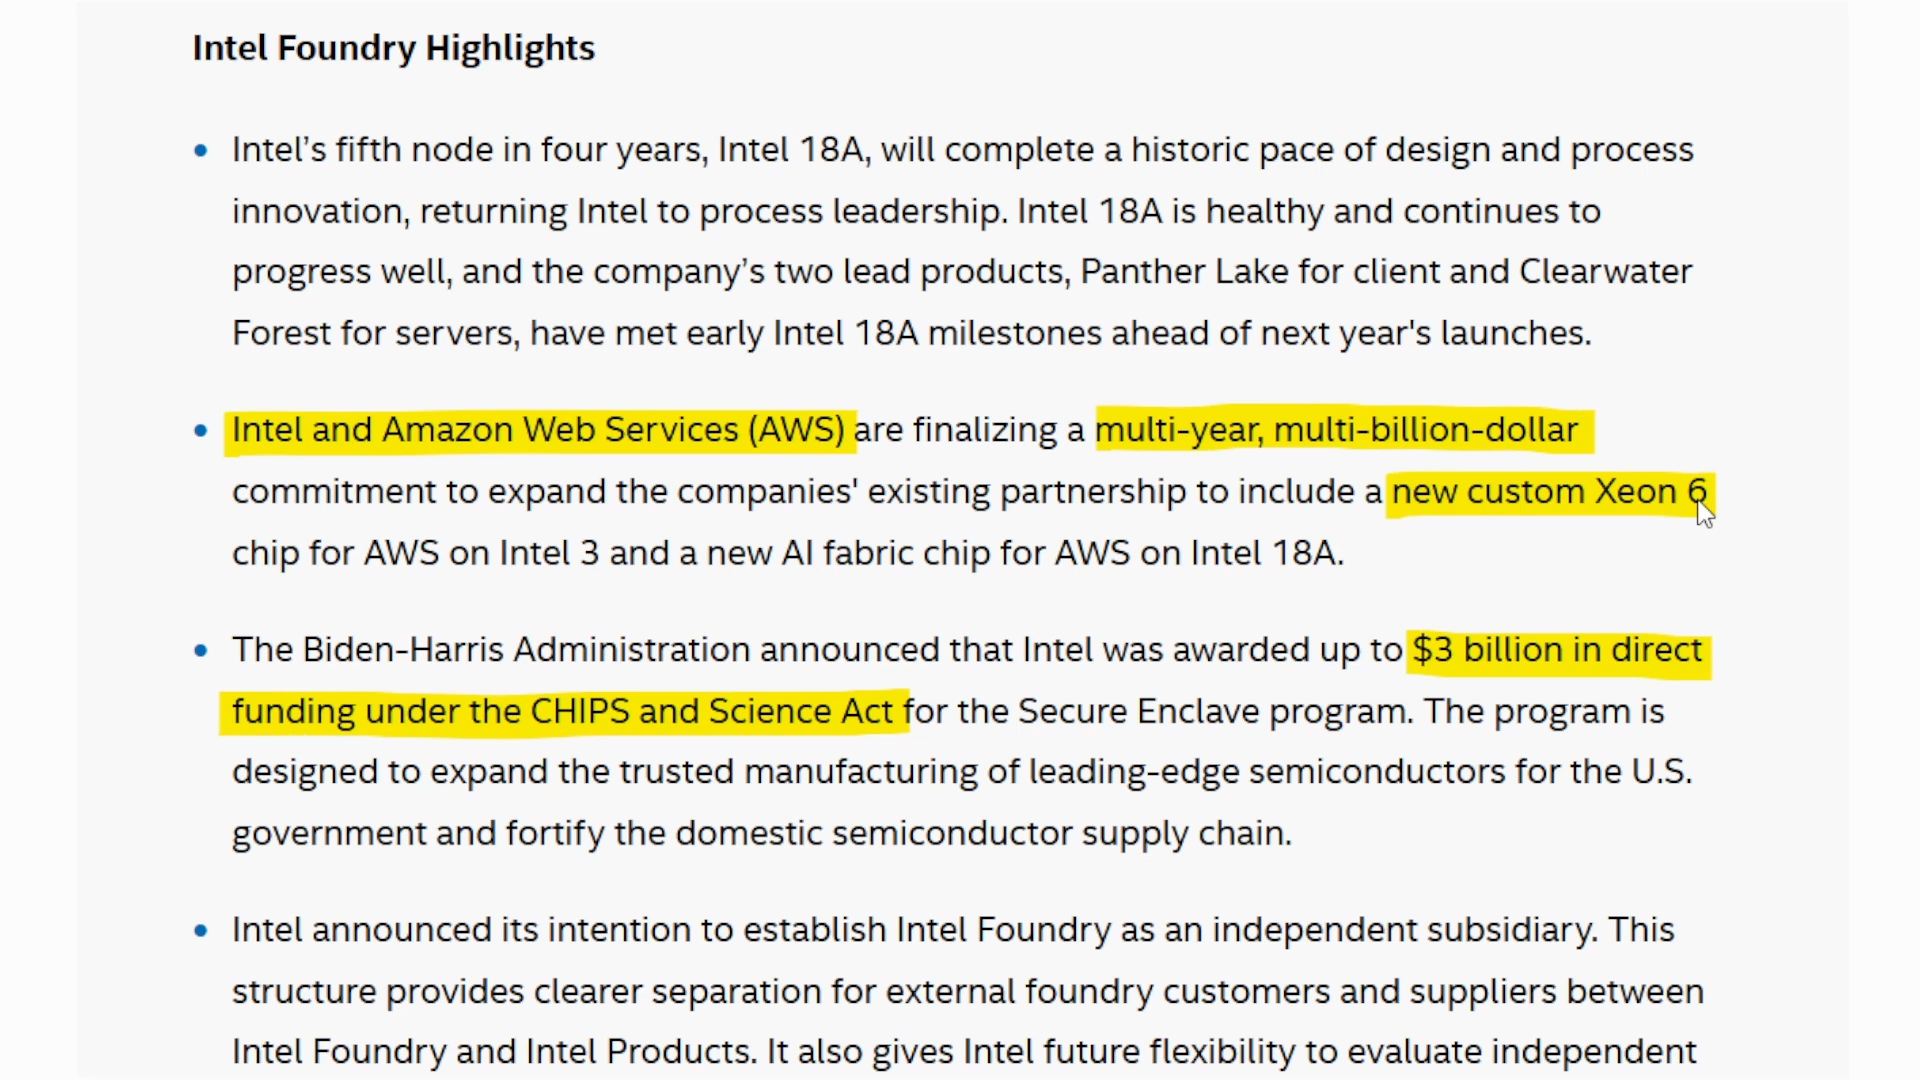 Intel Foundry Highlights
Intel’s fifth node in four years, Intel 18A, will complete a historic pace of design and process
innovation, returning Intel to process leadership. Intel 18A is healthy and continues to
progress well, and the company’s two lead products, Panther Lake for client and Clearwater
Forest for servers, have met early Intel 18A milestones ahead of next year's launches.
Intel and Amazon Web Services (AWS) are finalizing a multi-year, multi-billion-dollar
commitment to expand the companies' existing partnership to include a new custom Xeon 6
chip for AWS on Intel 3 and a new AI fabric chip for AWS on Intel 18A.
The Biden-Harris Administration announced that Intel was awarded up to $3 billion in direct
funding under the CHIPS and Science Act for the Secure Enclave program. The program is
designed to expand the trusted manufacturing of leading-edge semiconductors for the U.S.
government and fortify the domestic semiconductor supply chain.
Intel announced its intention to establish Intel Foundry as an independent subsidiary. This
structure provides clearer separation for external foundry customers and suppliers between
Intel Foundry and Intel Products. It also gives Intel future flexibility to evaluate independent